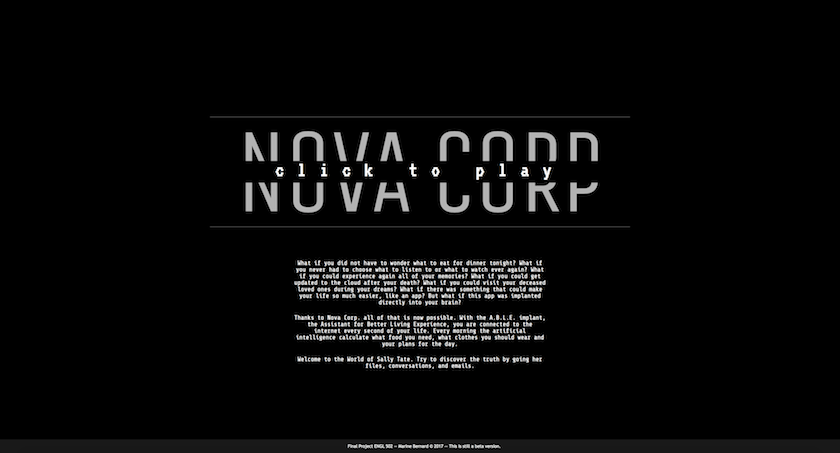 NOVA CORP
click to play
What if you did not have to wonder what to eat for dinner tonight? What if
you never had to choose what to listen to or what to watch ever again? What
if you could experience again all of your memories? What if you could get
updated to the cloud after your death? What if you could visit your deceased
loved ones during your dreams? What if there was something that could make
your life so much easier, like an app? But what if this app was implanted
directly into your brain?
Thanks to Nova Corp. all of that is now possible. With the A.B.L.E. implant,
the Assistant for Better Living Experience, you are connected to the
internet every second of your life. Every morning the artificial
intelligence calculate what food you need, what clothes you should wear and
your plans for the day.
Welcome to the World of Sally Tate. Try to discover the truth by going her
files, conversations, and emails.
Final Project ENGL 502 — Marine Bernard © 2017 — This is still a beta version.